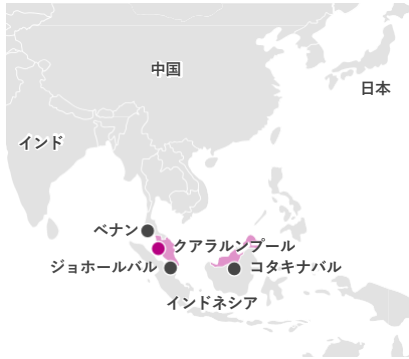 中国
日本
インド
ベナン
クアラルンプール
ジョホールバル
コタキナバル
インドネシア